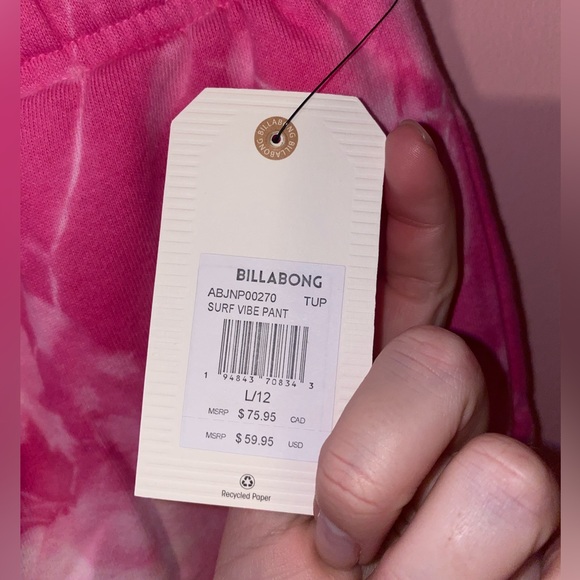 BILLABONG BILLABONG
BILLABONG
ABJNP00270 TUP
SURF VIBE PANT
1 94843 70834 3
L/12
MSRP $75.95 CAD
MSRP $59.95 USD
Recycled Paper